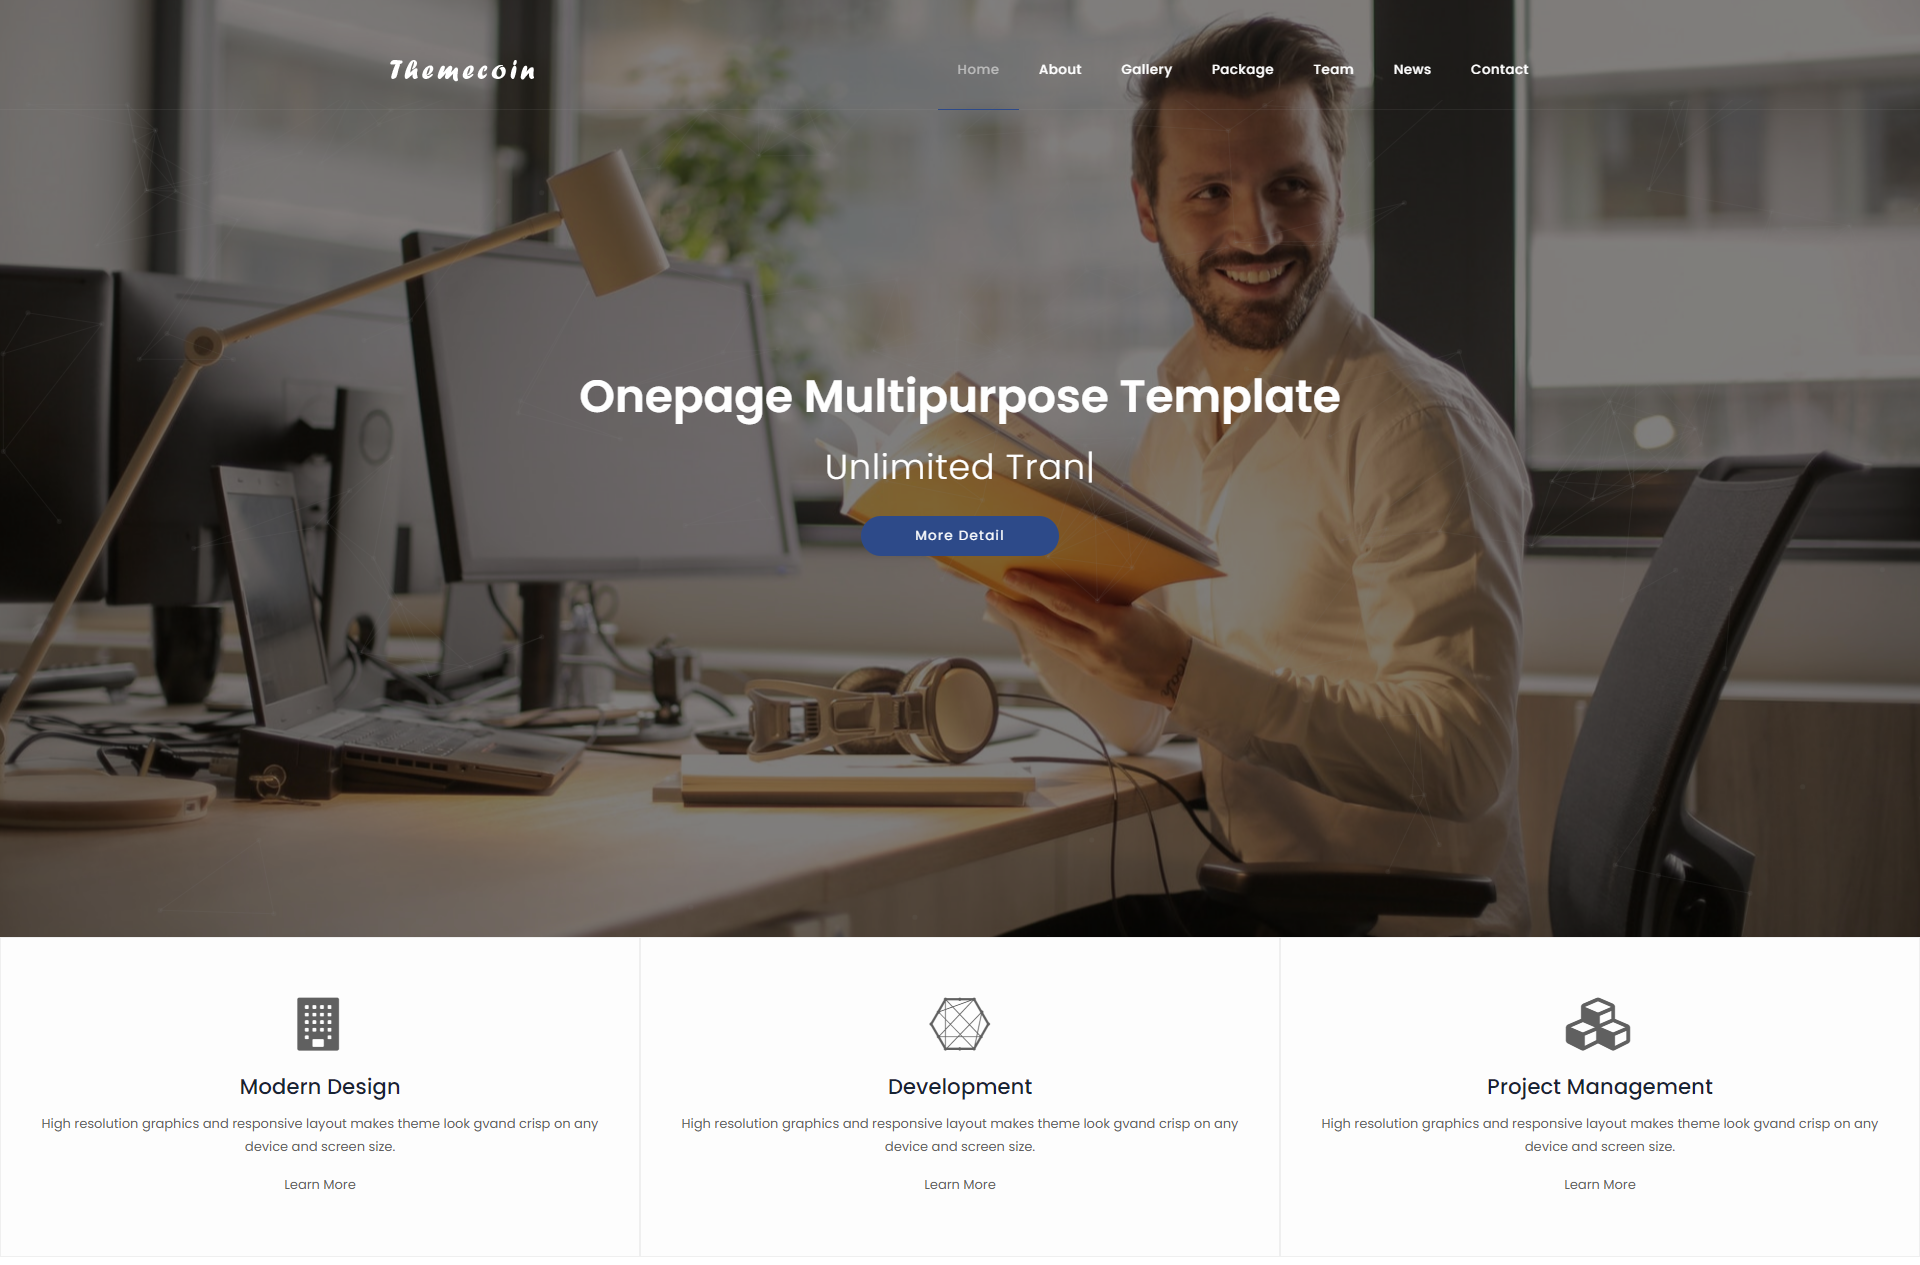 Themecoin
Home About Gallery Package Team News Contact
Onepage Multipurpose Template
Unlimited Tran|
More Detail
Modern Design
High resolution graphics and responsive layout makes theme look gvand crisp on any
device and screen size.
Learn More
Development
High resolution graphics and responsive layout makes theme look gvand crisp on any
device and screen size.
Learn More
Project Management
High resolution graphics and responsive layout makes theme look gvand crisp on any
device and screen size.
Learn More